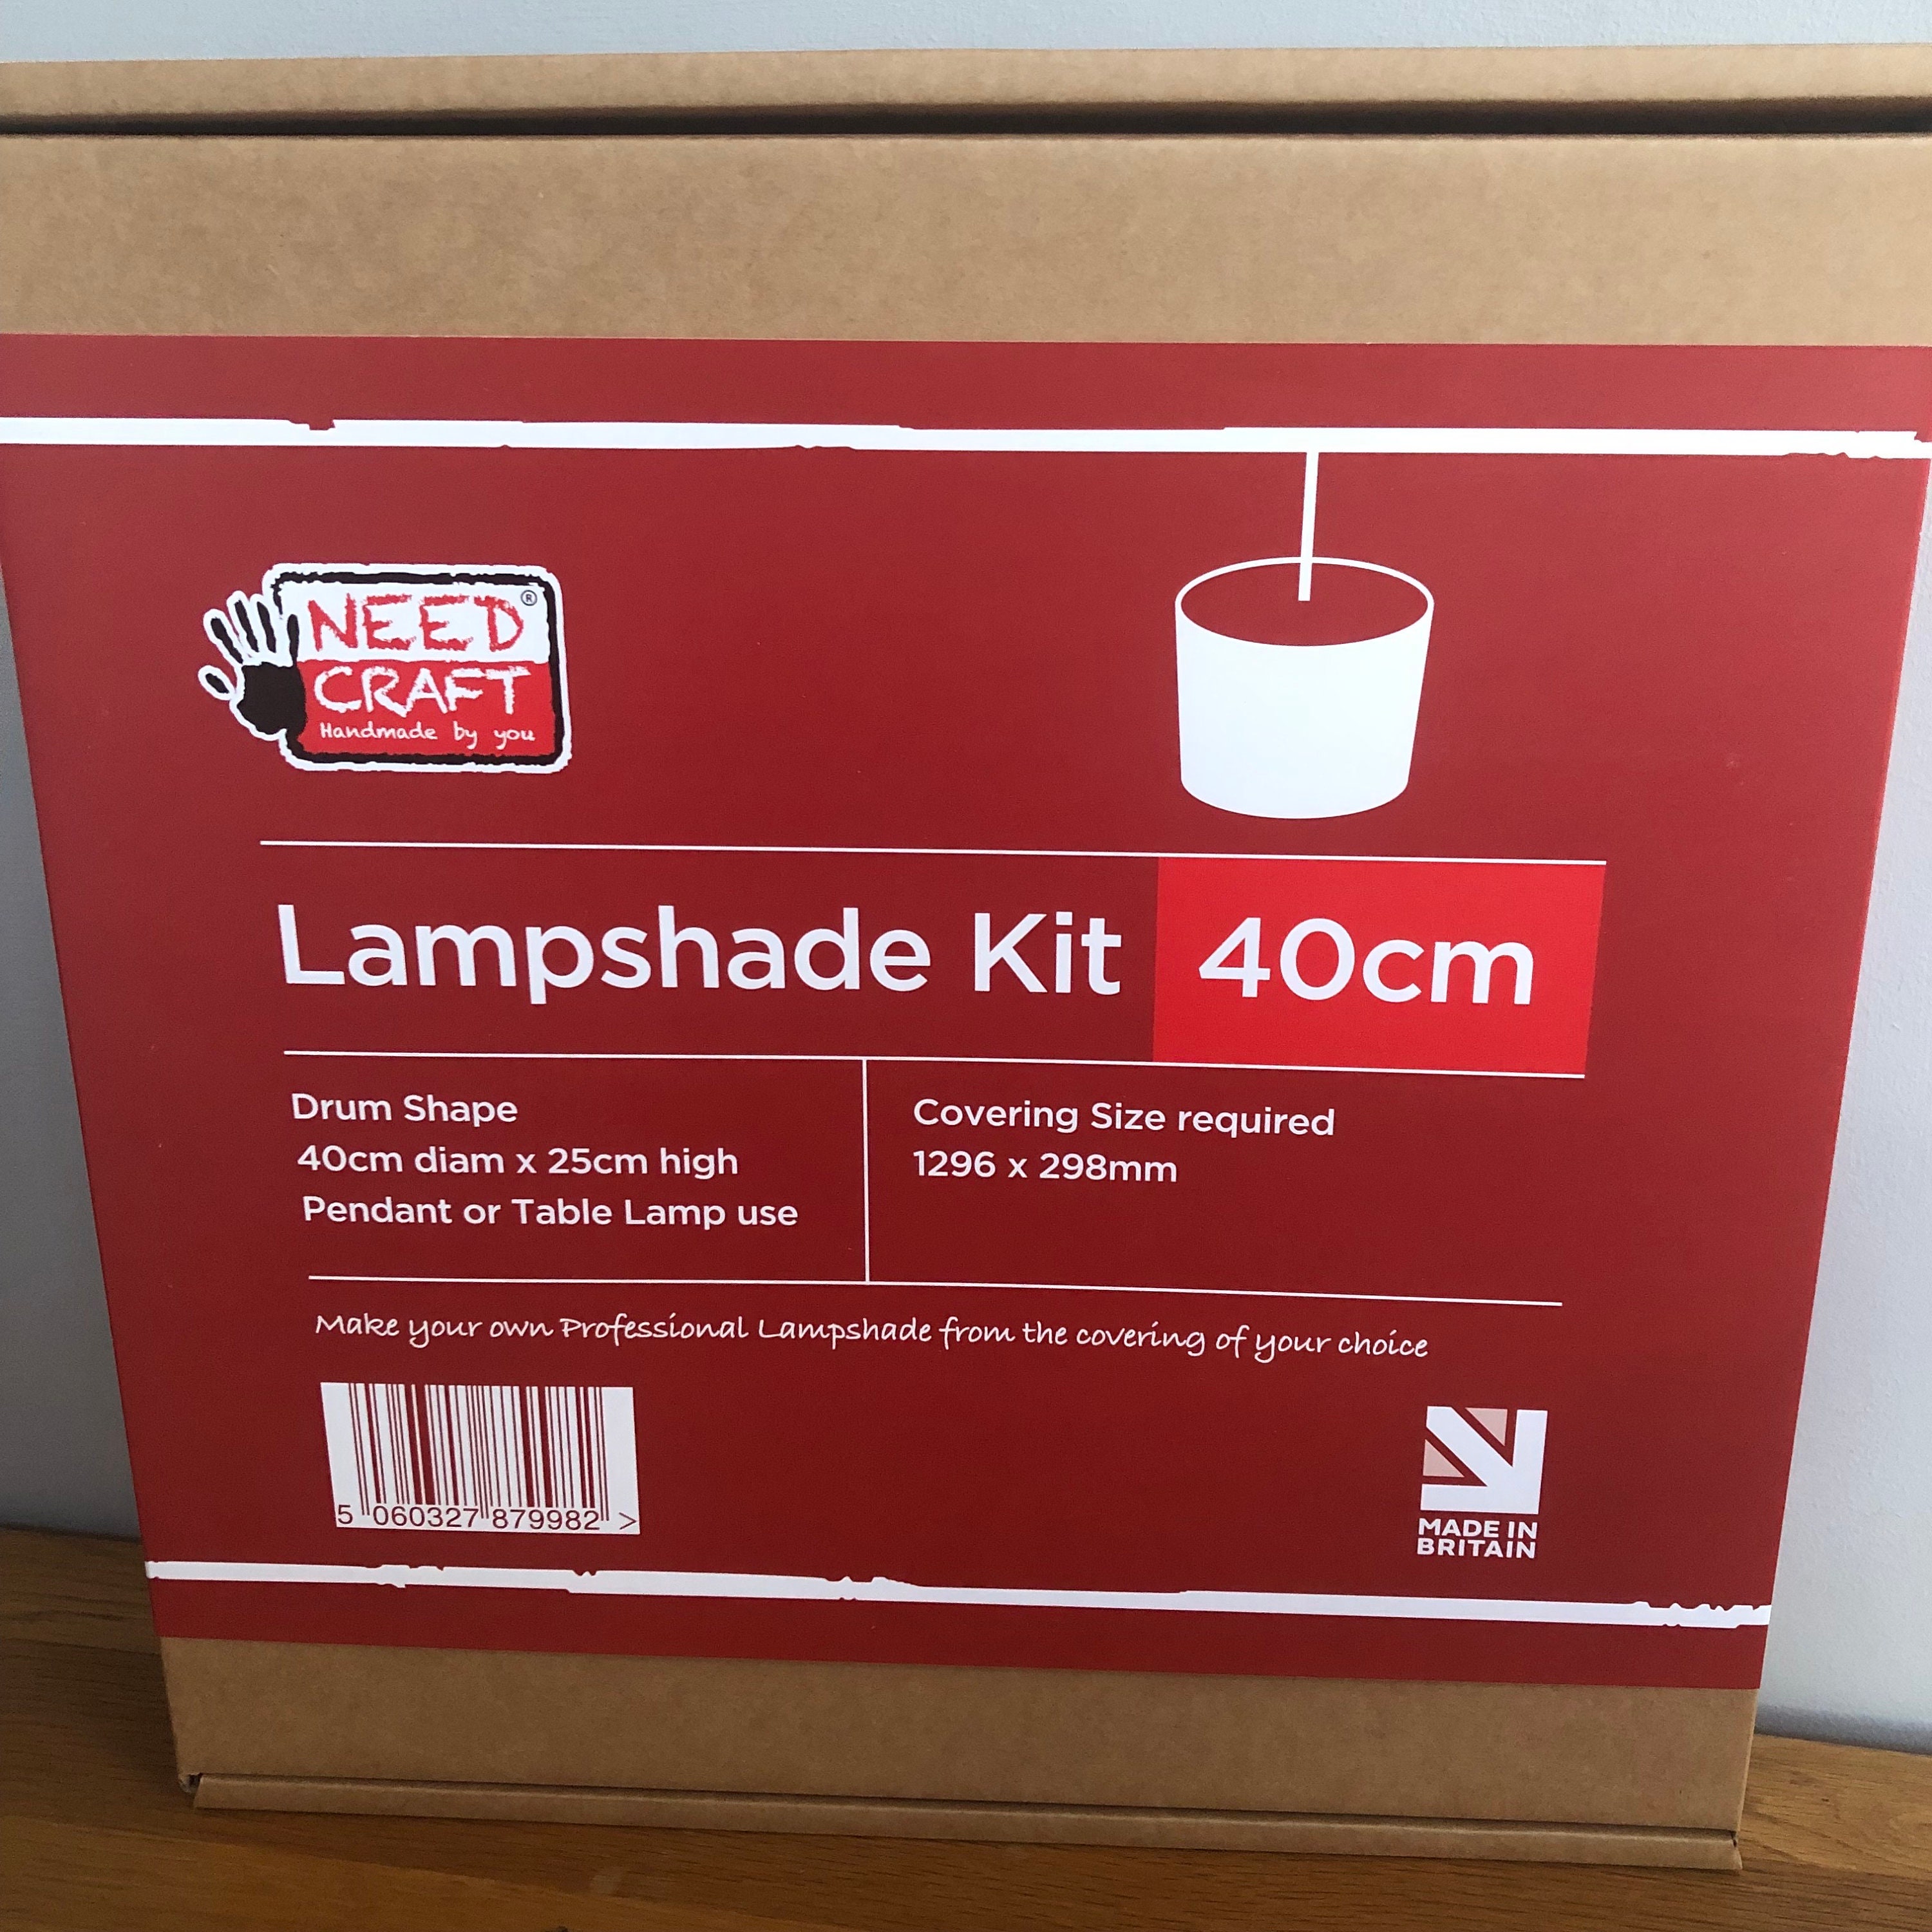 NEED®
CRAFT
Handmade by you
Lampshade Kit 40cm
Drum Shape
40cm diam x 25cm high
Pendant or Table Lamp use
Covering Size required
1296 x 298mm
Make your own Professional Lampshade from the covering of your choice
5 060327 879982 >
MADE IN
BRITAIN